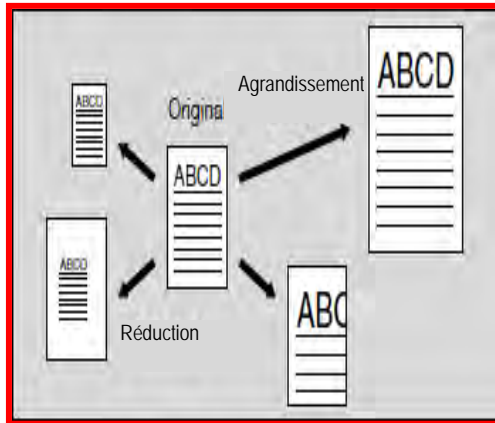 Agrandissement
ABCD
ABCD
Origina
ABCD
ABCD
Réduction
ABC